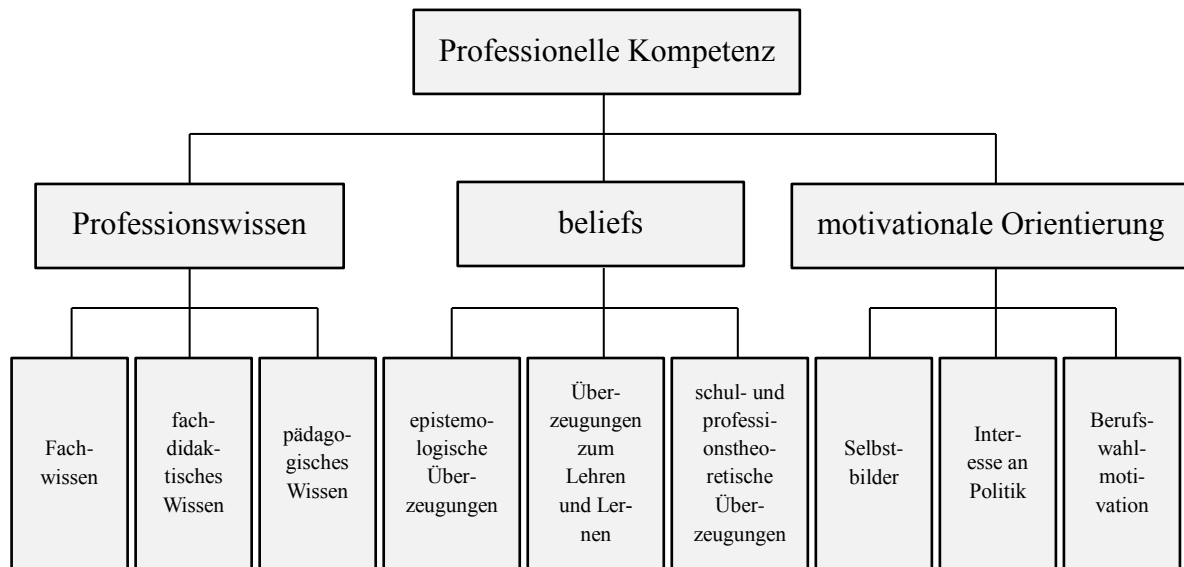 Professionelle Kompetenz
Professionswissen
beliefs
motivationale Orientierung
Fach-
wissen
fach-
didak-
tisches
Wissen
pädago-
gisches
Wissen
epistemo-
logische
Über-
zeugungen
Über-
zeugungen
zum
Lehren
und Ler-
nen
schul- und
professi-
onstheo-
retische
Über-
zeugungen
Selbst-
bilder
Inter-
esse an
Politik
Berufs-
wahl-
moti-
vation